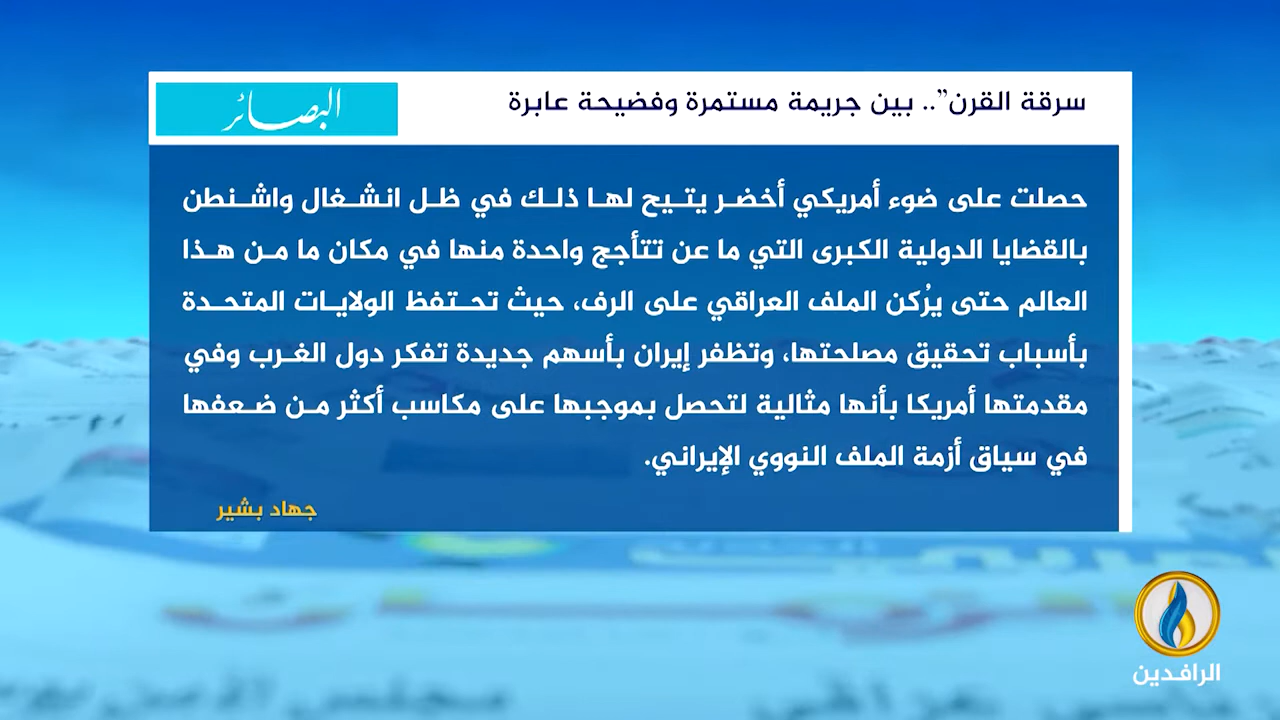 سرقة القرن”.. بين جريمة مستمرة وفضيحة عابرة
البصائر
حصلت على ضوء أمريكي أخضر يتيح لها ذلك في ظل انشغال واشنطن
بالقضايا الدولية الكبرى التي ما عن تتأجج واحدة منها في مكان ما من هذا
العالم حتى يُركن الملف العراقي على الرف، حيث تحتفظ الولايات المتحدة
بأسباب تحقيق مصلحتها، وتظفر إيران بأسهم جديدة تفكر دول الغرب وفي
مقدمتها أمريكا بأنها مثالية لتحصل بموجبها على مكاسب أكثر من ضعفها
في سياق أزمة الملف النووي الإيراني.
جهاد بشير
الرافدين
مجلس الأمن